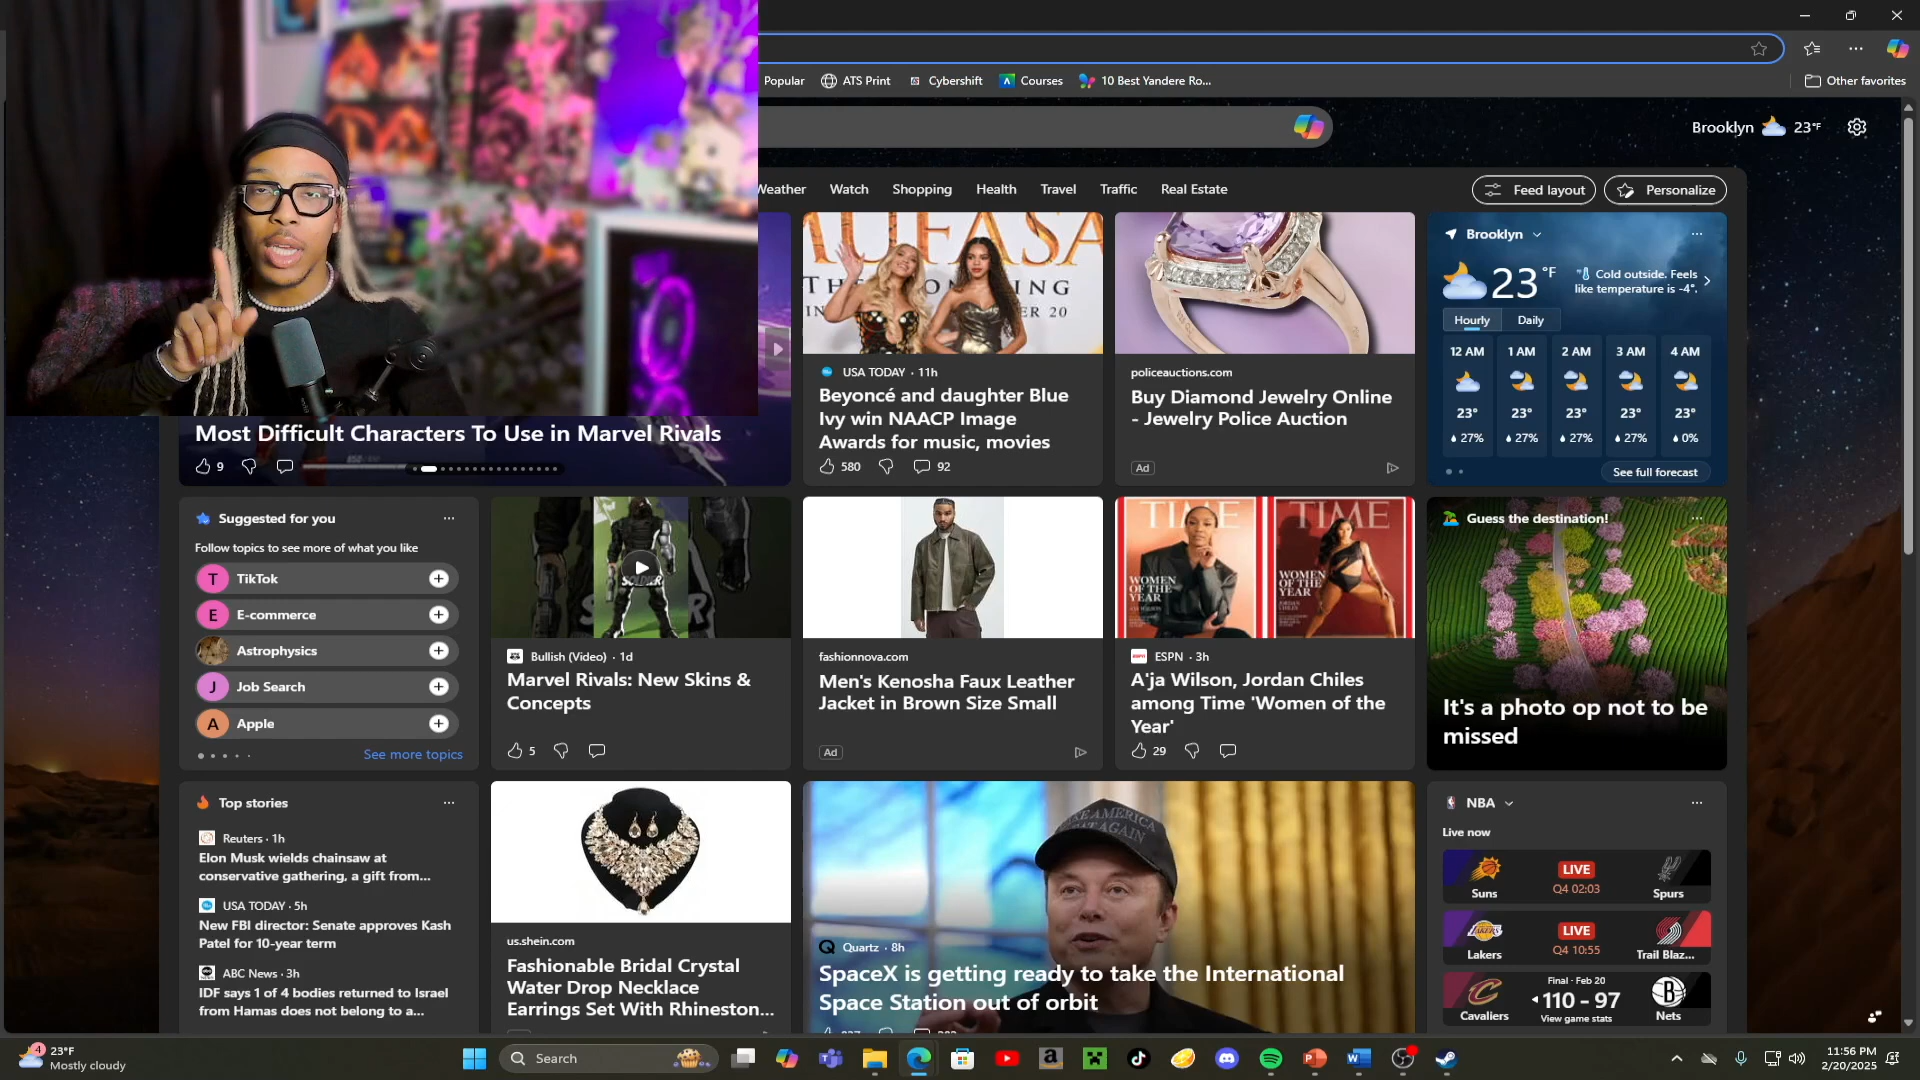 Popular
ATS Print
Cybershift
Courses
10 Best Yandere Ro...
Other favorites
Brooklyn
23°F
Weather
Watch
Shopping
Health
Travel
Traffic
Real Estate
Feed layout
Personalize
Most Difficult Characters To Use in Marvel Rivals
9
MUFASA
USA TODAY · 11h
Beyoncé and daughter Blue
Ivy win NAACP Image
Awards for music, movies
580
92
policeauctions.com
Buy Diamond Jewelry Online
- Jewelry Police Auction
Ad
Brooklyn
23 °F
Cold outside. Feels
like temperature is -4°.
Hourly
Daily
12 AM
1 AM
2 AM
3 AM
4 AM
23°
23°
23°
23°
23°
27%
27%
27%
27%
0%
See full forecast
Suggested for you
Follow topics to see more of what you like
T
TikTok
E
E-commerce
Astrophysics
J
Job Search
A
Apple
See more topics
SOLDIER
Bullish (Video) · 1d
Marvel Rivals: New Skins &
Concepts
5
fashionnova.com
Men's Kenosha Faux Leather
Jacket in Brown Size Small
Ad
TIME
TIME
WOMEN
OF THE
YEAR
WOMEN
OF THE
YEAR
ESPN · 3h
A'ja Wilson, Jordan Chiles
among Time 'Women of the
Year'
29
Guess the destination!
It's a photo op not to be
missed
Top stories
Reuters · 1h
Elon Musk wields chainsaw at
conservative gathering, a gift from...
USA TODAY · 5h
New FBI director: Senate approves Kash
Patel for 10-year term
ABC News · 3h
IDF says 1 of 4 bodies returned to Israel
from Hamas does not belong to a...
us.shein.com
Fashionable Bridal Crystal
Water Drop Necklace
Earrings Set With Rhineston...
Quartz · 8h
SpaceX is getting ready to take the International
Space Station out of orbit
NBA
Live now
Suns
LIVE
Q4 02:03
Spurs
LAKERS
Lakers
LIVE
Q4 10:55
Trail Blaz...
Cavaliers
Final · Feb 20
110 - 97
View game stats
Nets
4
23°F
Mostly cloudy
Search
11:56 PM
2/20/2025